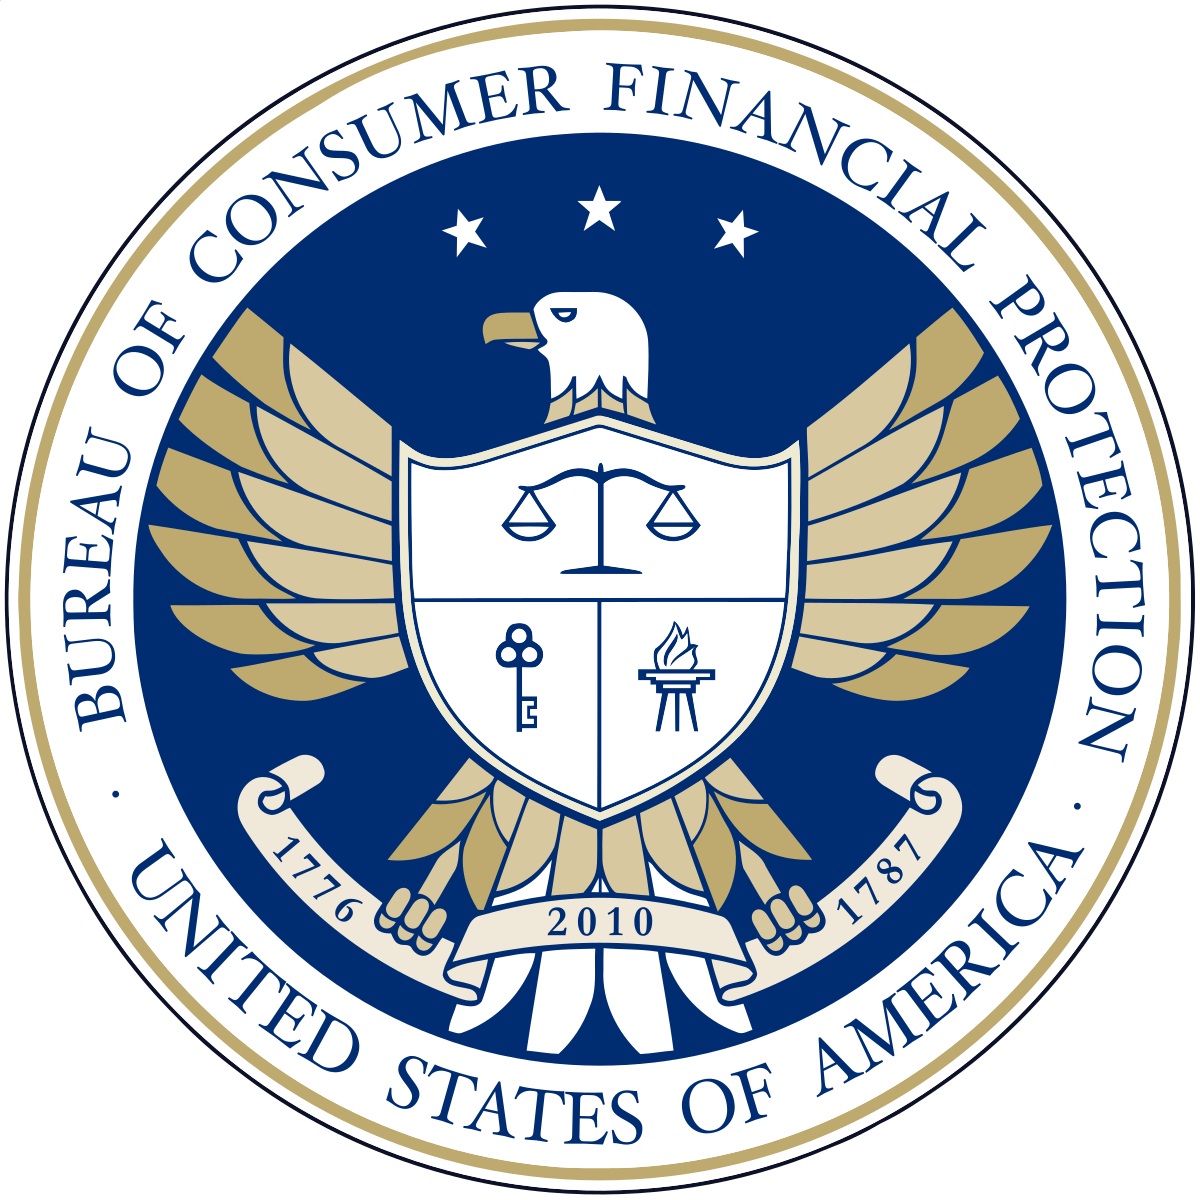 BUREAU OF CONSUMER FINANCIAL PROTECTION
1776
2010
1787
· UNITED STATES OF AMERICA ·